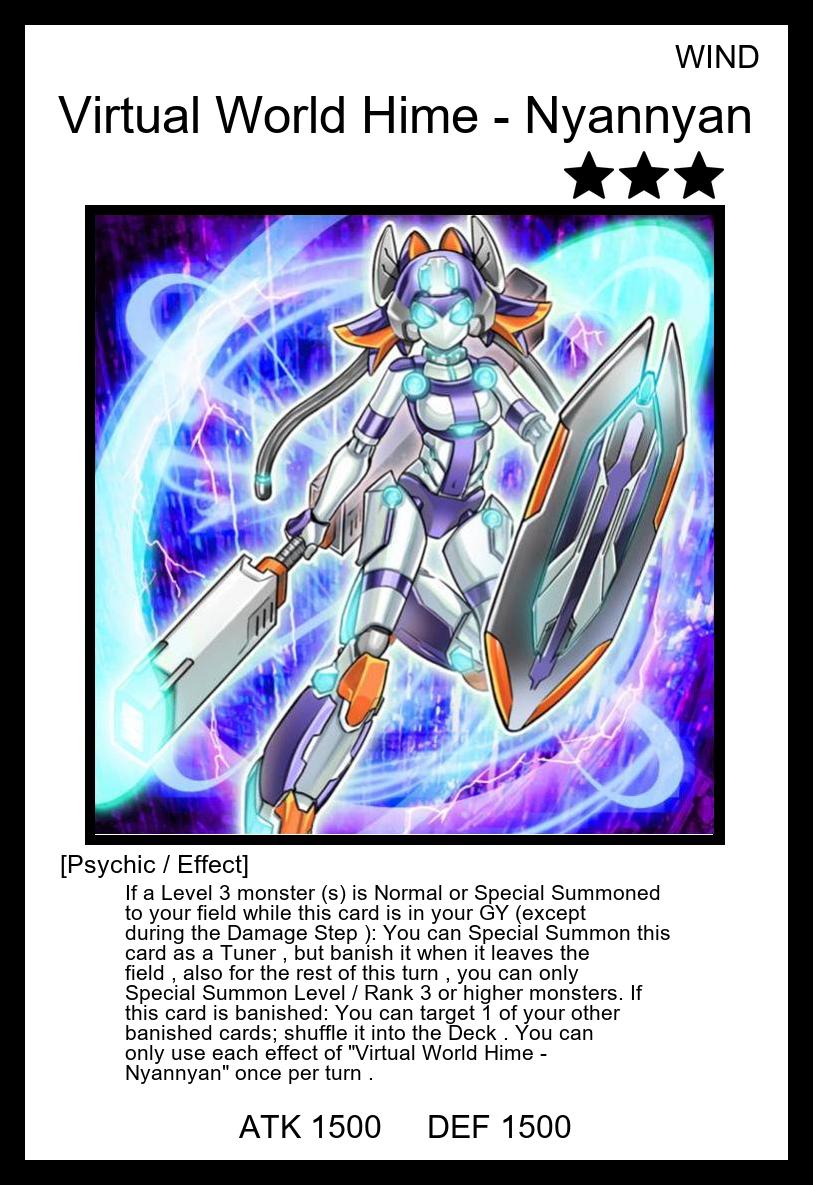 WIND
Virtual World Hime - Nyannyan
[Psychic / Effect]
If a Level 3 monster (s) is Normal or Special Summoned
to your field while this card is in your GY (except
during the Damage Step ): You can Special Summon this
card as a Tuner , but banish it when it leaves the
field , also for the rest of this turn , you can only
Special Summon Level / Rank 3 or higher monsters. If
this card is banished: You can target 1 of your other
banished cards; shuffle it into the Deck . You can
only use each effect of "Virtual World Hime -
Nyannyan" once per turn .
ATK 1500 DEF 1500